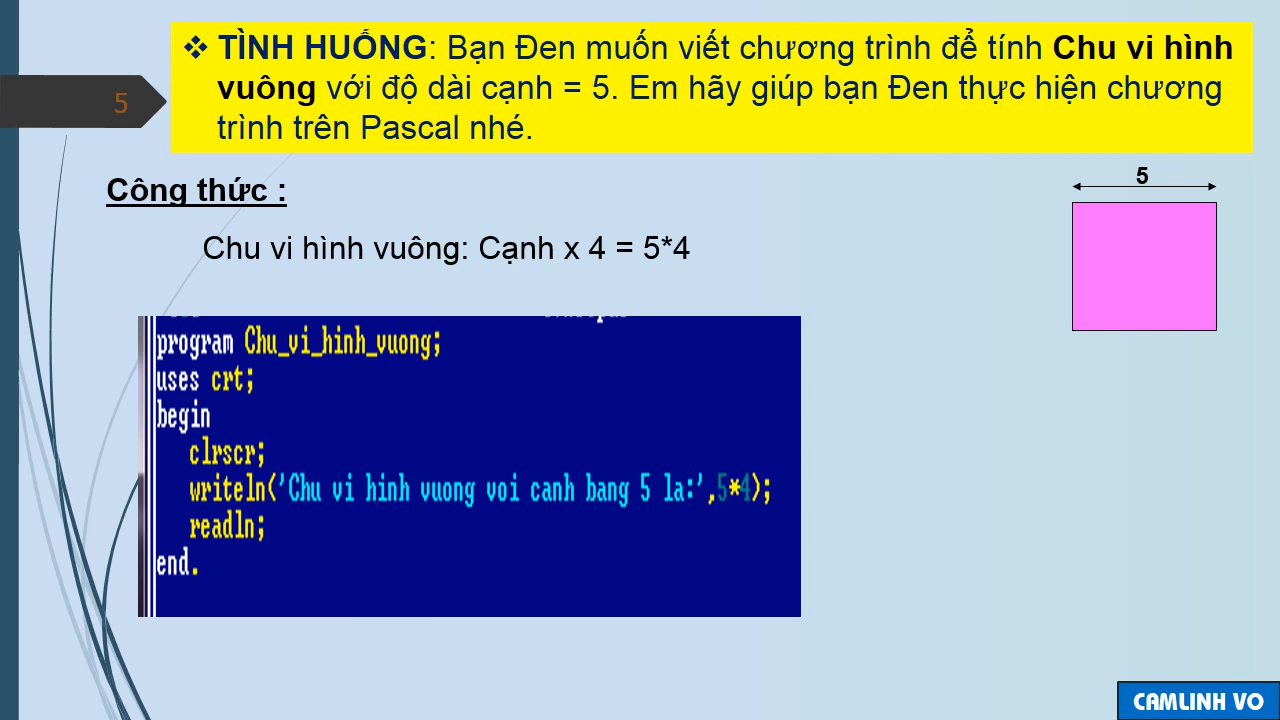 5
❖ TÌNH HUỐNG: Bạn Đen muốn viết chương trình để tính Chu vi hình
vuông với độ dài cạnh = 5. Em hãy giúp bạn Đen thực hiện chương
trình trên Pascal nhé.
Công thức :
5
Chu vi hình vuông: Cạnh x 4 = 5*4
program Chu_vi_hinh_vuong;
uses crt;
begin
clrscr;
writeln('Chu vi hinh vuong voi canh bang 5 la:',5*4);
readln;
end.
CAMLINH VO